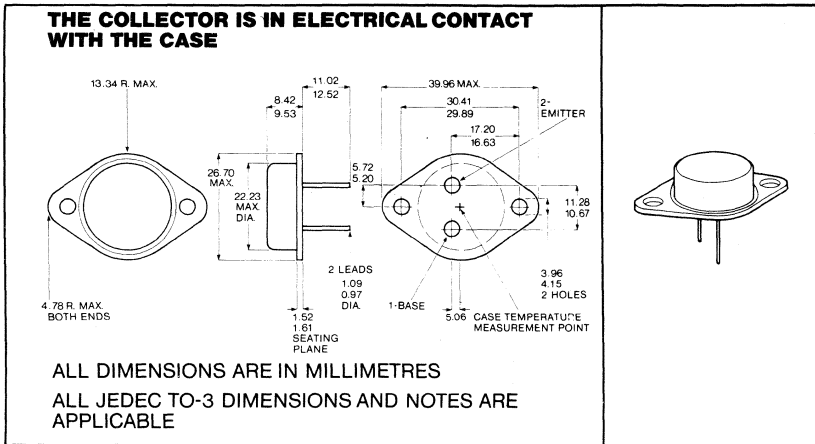 THE COLLECTOR IS IN ELECTRICAL CONTACT
WITH THE CASE
13.34 R. MAX.
8.42
9.53
11.02
12.52
39.96 MAX.
30.41
29.89
2-
EMITTER
17.20
16.63
26.70
MAX.
22.23
MAX.
DIA.
5.72
5.20
11.28
10.67
2 LEADS
1.09
0.97
DIA.
3.96
4.15
2 HOLES
4.78 R. MAX.
BOTH ENDS
1.52
1.61
SEATING
PLANE
1-BASE
5.06
CASE TEMPERATURE
MEASUREMENT POINT
ALL DIMENSIONS ARE IN MILLIMETRES
ALL JEDEC TO-3 DIMENSIONS AND NOTES ARE
APPLICABLE